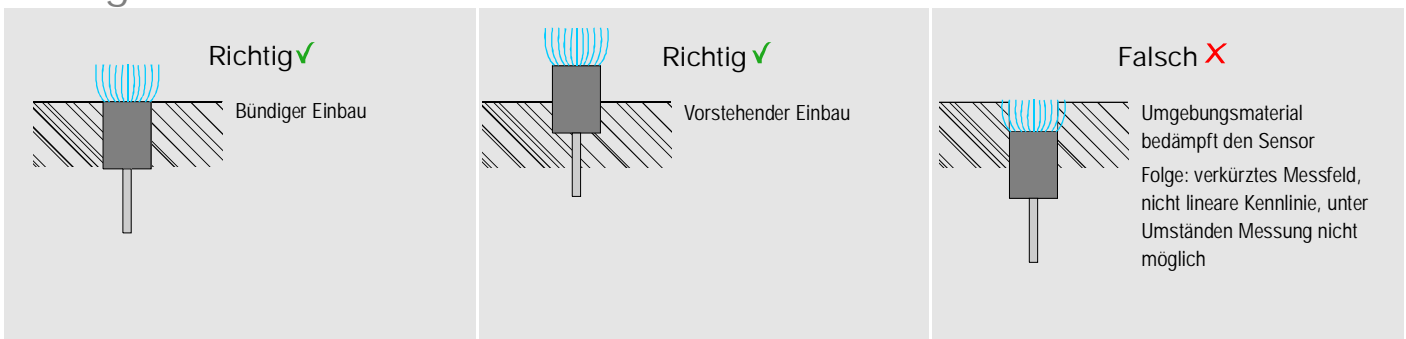 Richtig✓
Bündiger Einbau
Richtig ✓
Vorstehender Einbau
Falsch ✗
Umgebungsmaterial
bedämpft den Sensor
Folge: verkürztes Messfeld,
nicht lineare Kennlinie, unter
Umständen Messung nicht
möglich